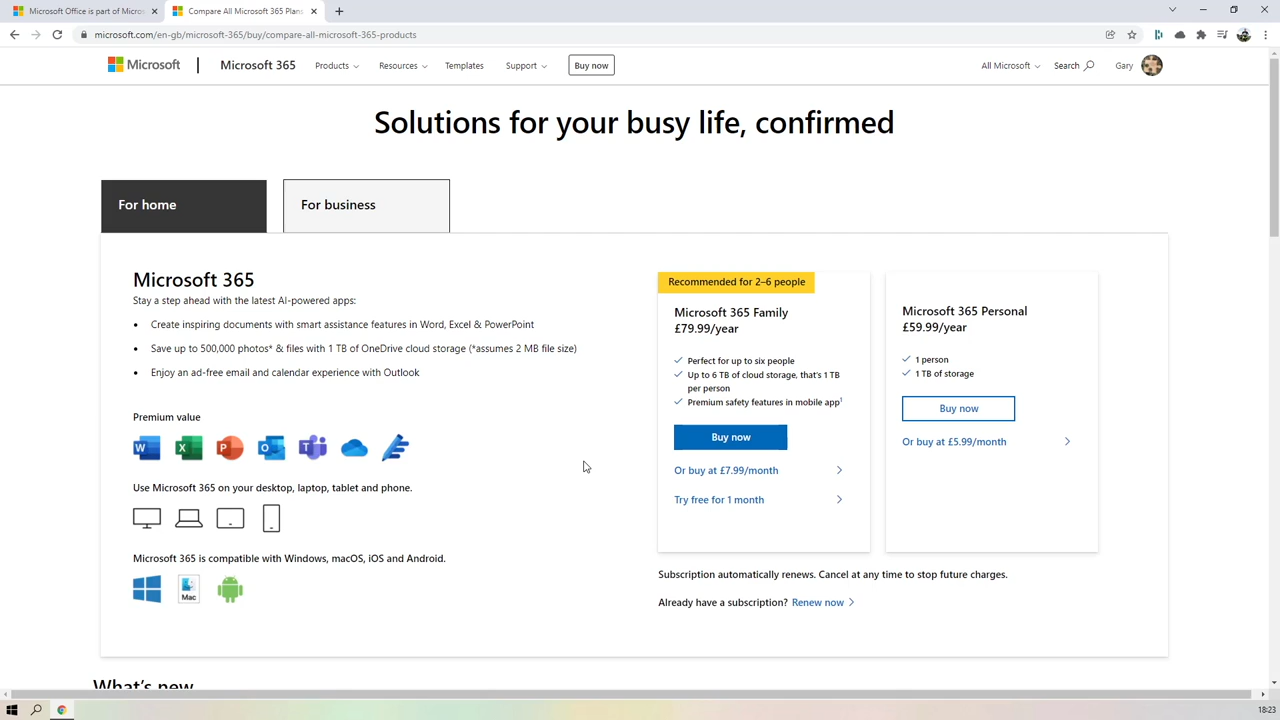 Microsoft Office is part of Micros
Compare All Microsoft 365 Plans
microsoft.com/en-gb/microsoft-365/buy/compare-all-microsoft-365-products
Microsoft
Microsoft 365
Products
Resources
Templates
Support
Buy now
All Microsoft
Search
Gary
Solutions for your busy life, confirmed
For home
For business
Microsoft 365
Stay a step ahead with the latest AI-powered apps:
• Create inspiring documents with smart assistance features in Word, Excel & PowerPoint
• Save up to 500,000 photos* & files with 1 TB of OneDrive cloud storage (*assumes 2 MB file size)
• Enjoy an ad-free email and calendar experience with Outlook
Premium value
Use Microsoft 365 on your desktop, laptop, tablet and phone.
Microsoft 365 is compatible with Windows, macOS, iOS and Android.
Mac
Recommended for 2–6 people
Microsoft 365 Family
£79.99/year
Perfect for up to six people
Up to 6 TB of cloud storage, that's 1 TB
per person
Premium safety features in mobile app¹
Buy now
Or buy at £7.99/month
Try free for 1 month
Microsoft 365 Personal
£59.99/year
1 person
1 TB of storage
Buy now
Or buy at £5.99/month
Subscription automatically renews. Cancel at any time to stop future charges.
Already have a subscription? Renew now
What's new
18:23